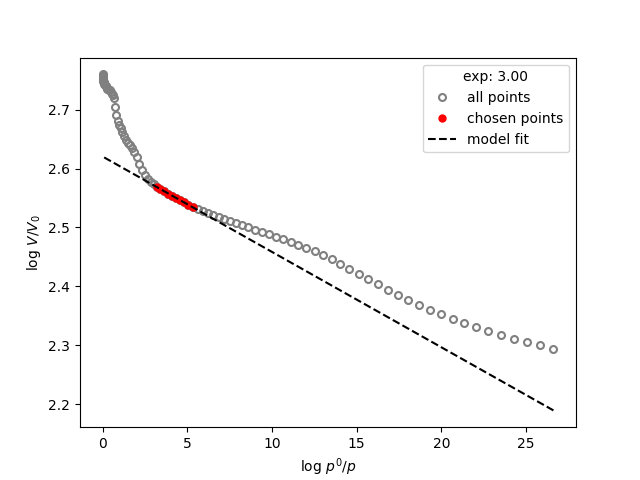 exp: 3.00
all points
chosen points
model fit
2.7
2.6
2.5
2.4
2.3
2.2
log V/V₀
0 5 10 15 20 25
log p⁰/p